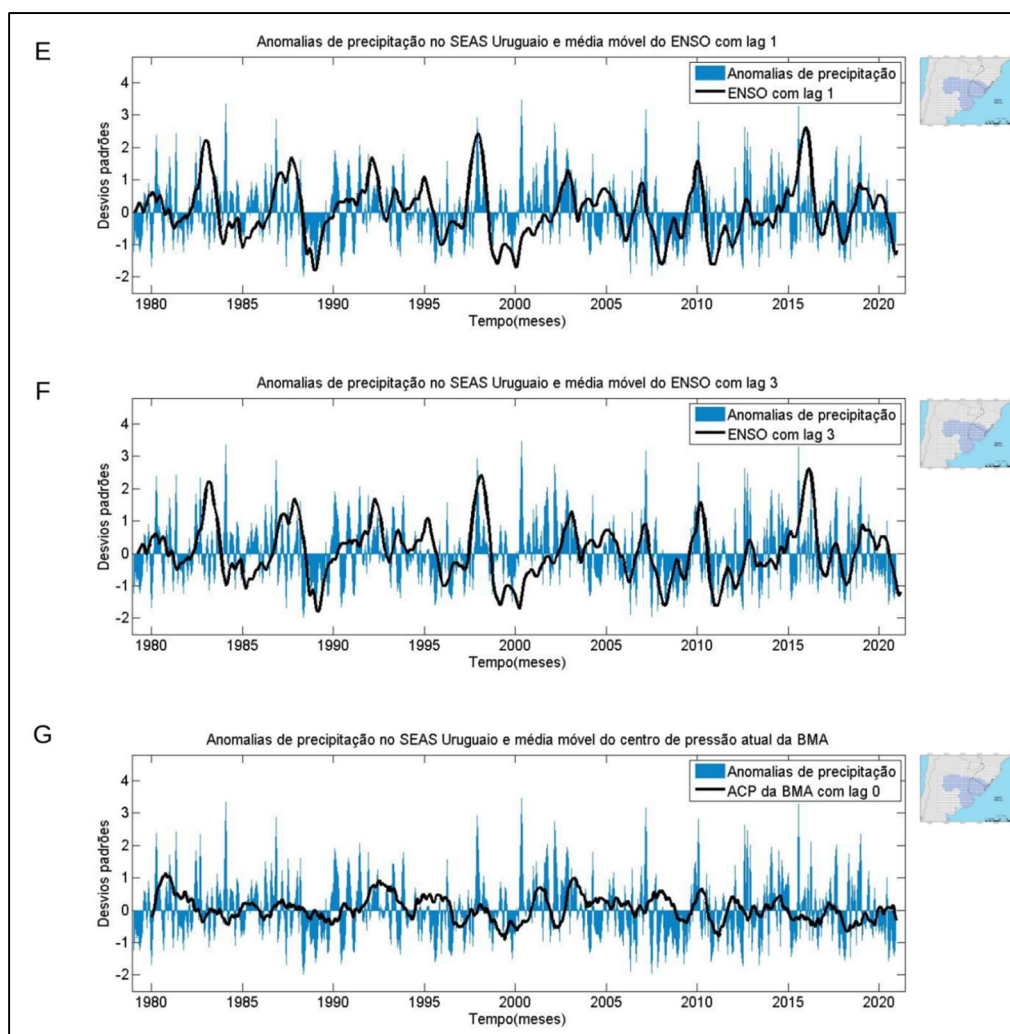 E
Anomalias de precipitação no SEAS Uruguaio e média móvel do ENSO com lag 1
Anomalias de precipitação
ENSO com lag 1
Desvios padrões
4
3
2
1
0
-1
-2
1980 1985 1990 1995 2000 2005 2010 2015 2020
Tempo(meses)
F
Anomalias de precipitação no SEAS Uruguaio e média móvel do ENSO com lag 3
Anomalias de precipitação
ENSO com lag 3
Desvios padrões
4
3
2
1
0
-1
-2
1980 1985 1990 1995 2000 2005 2010 2015 2020
Tempo(meses)
G
Anomalias de precipitação no SEAS Uruguaio e média móvel do centro de pressão atual da BMA
Anomalias de precipitação
ACP da BMA com lag 0
Desvios padrões
4
3
2
1
0
-1
-2
1980 1985 1990 1995 2000 2005 2010 2015 2020
Tempo(meses)